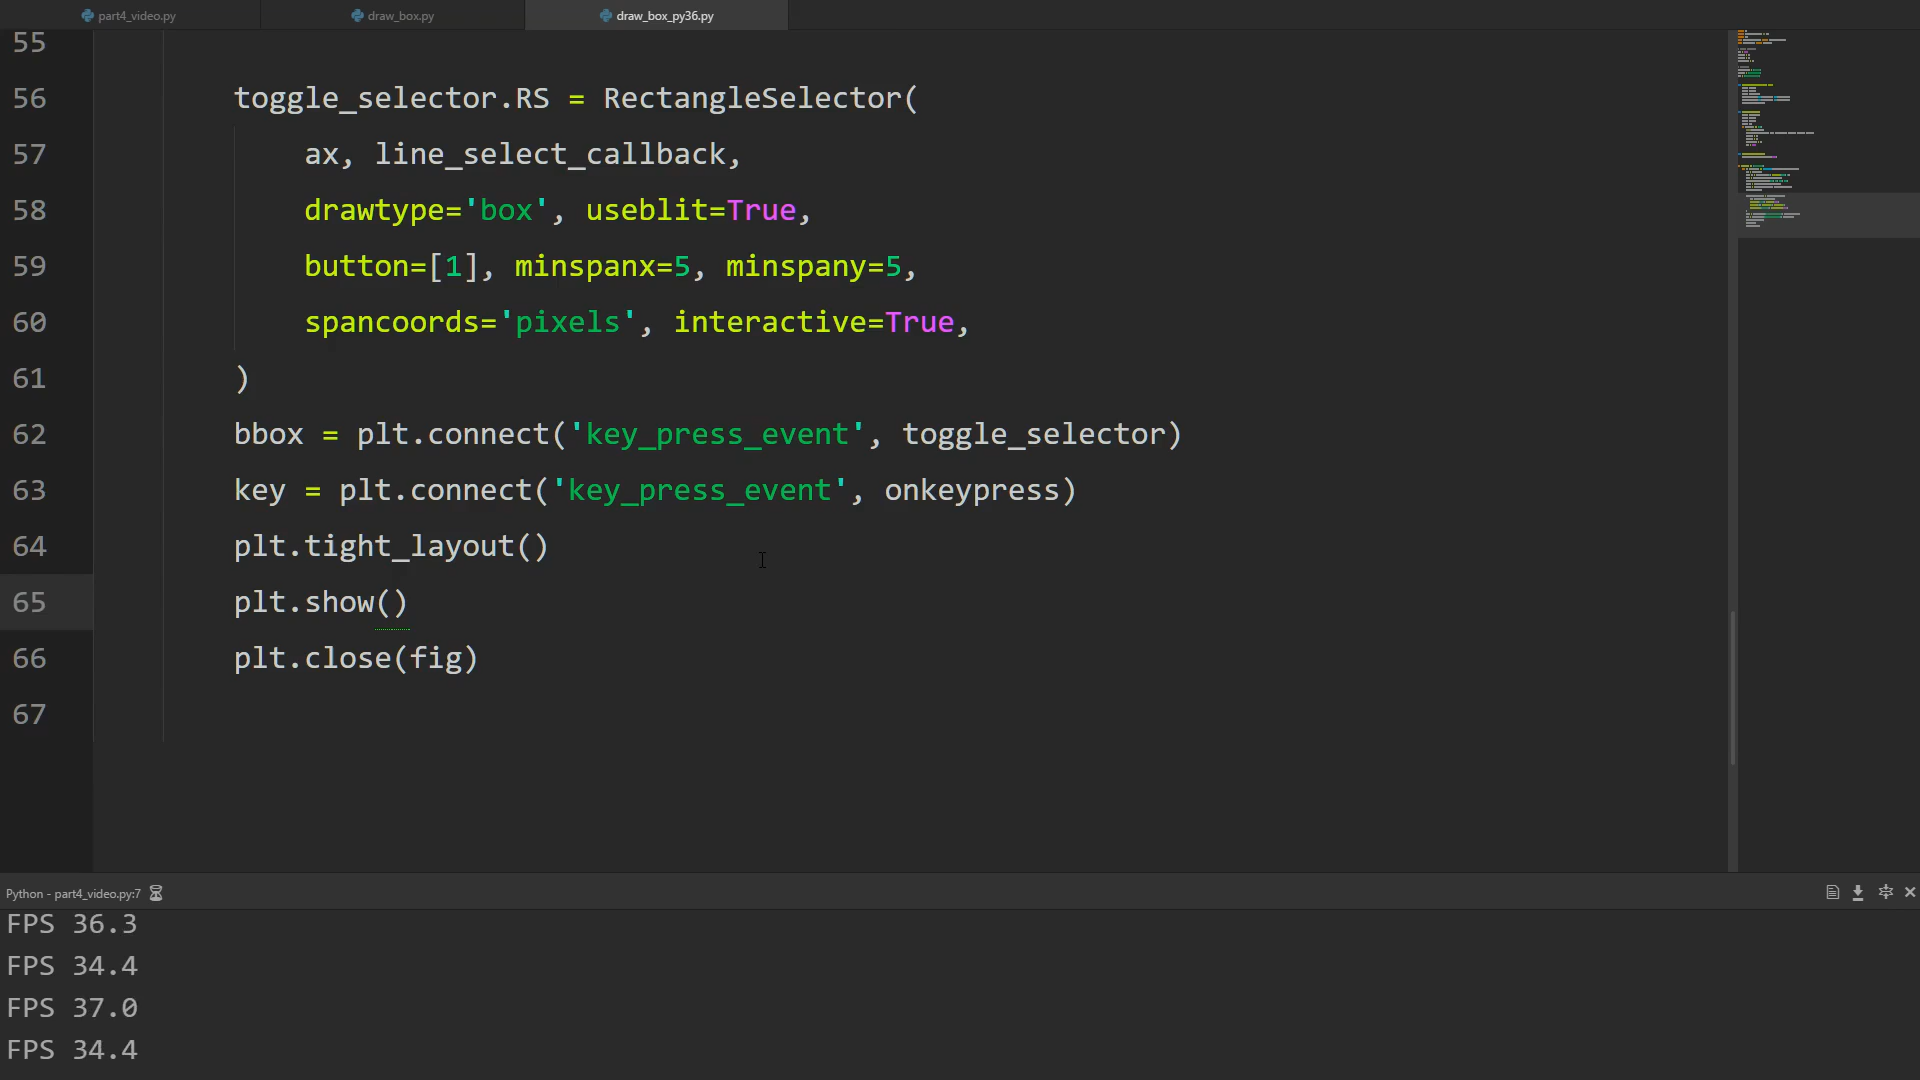 part4_video.py draw_box.py draw_box_py36.py
55
56 toggle_selector.RS = RectangleSelector(
57 ax, line_select_callback,
58 drawtype='box', useblit=True,
59 button=[1], minspanx=5, minspany=5,
60 spancoords='pixels', interactive=True,
61 )
62 bbox = plt.connect('key_press_event', toggle_selector)
63 key = plt.connect('key_press_event', onkeypress)
64 plt.tight_layout()
65 plt.show()
66 plt.close(fig)
67
Python - part4_video.py:7
FPS 36.3
FPS 34.4
FPS 37.0
FPS 34.4